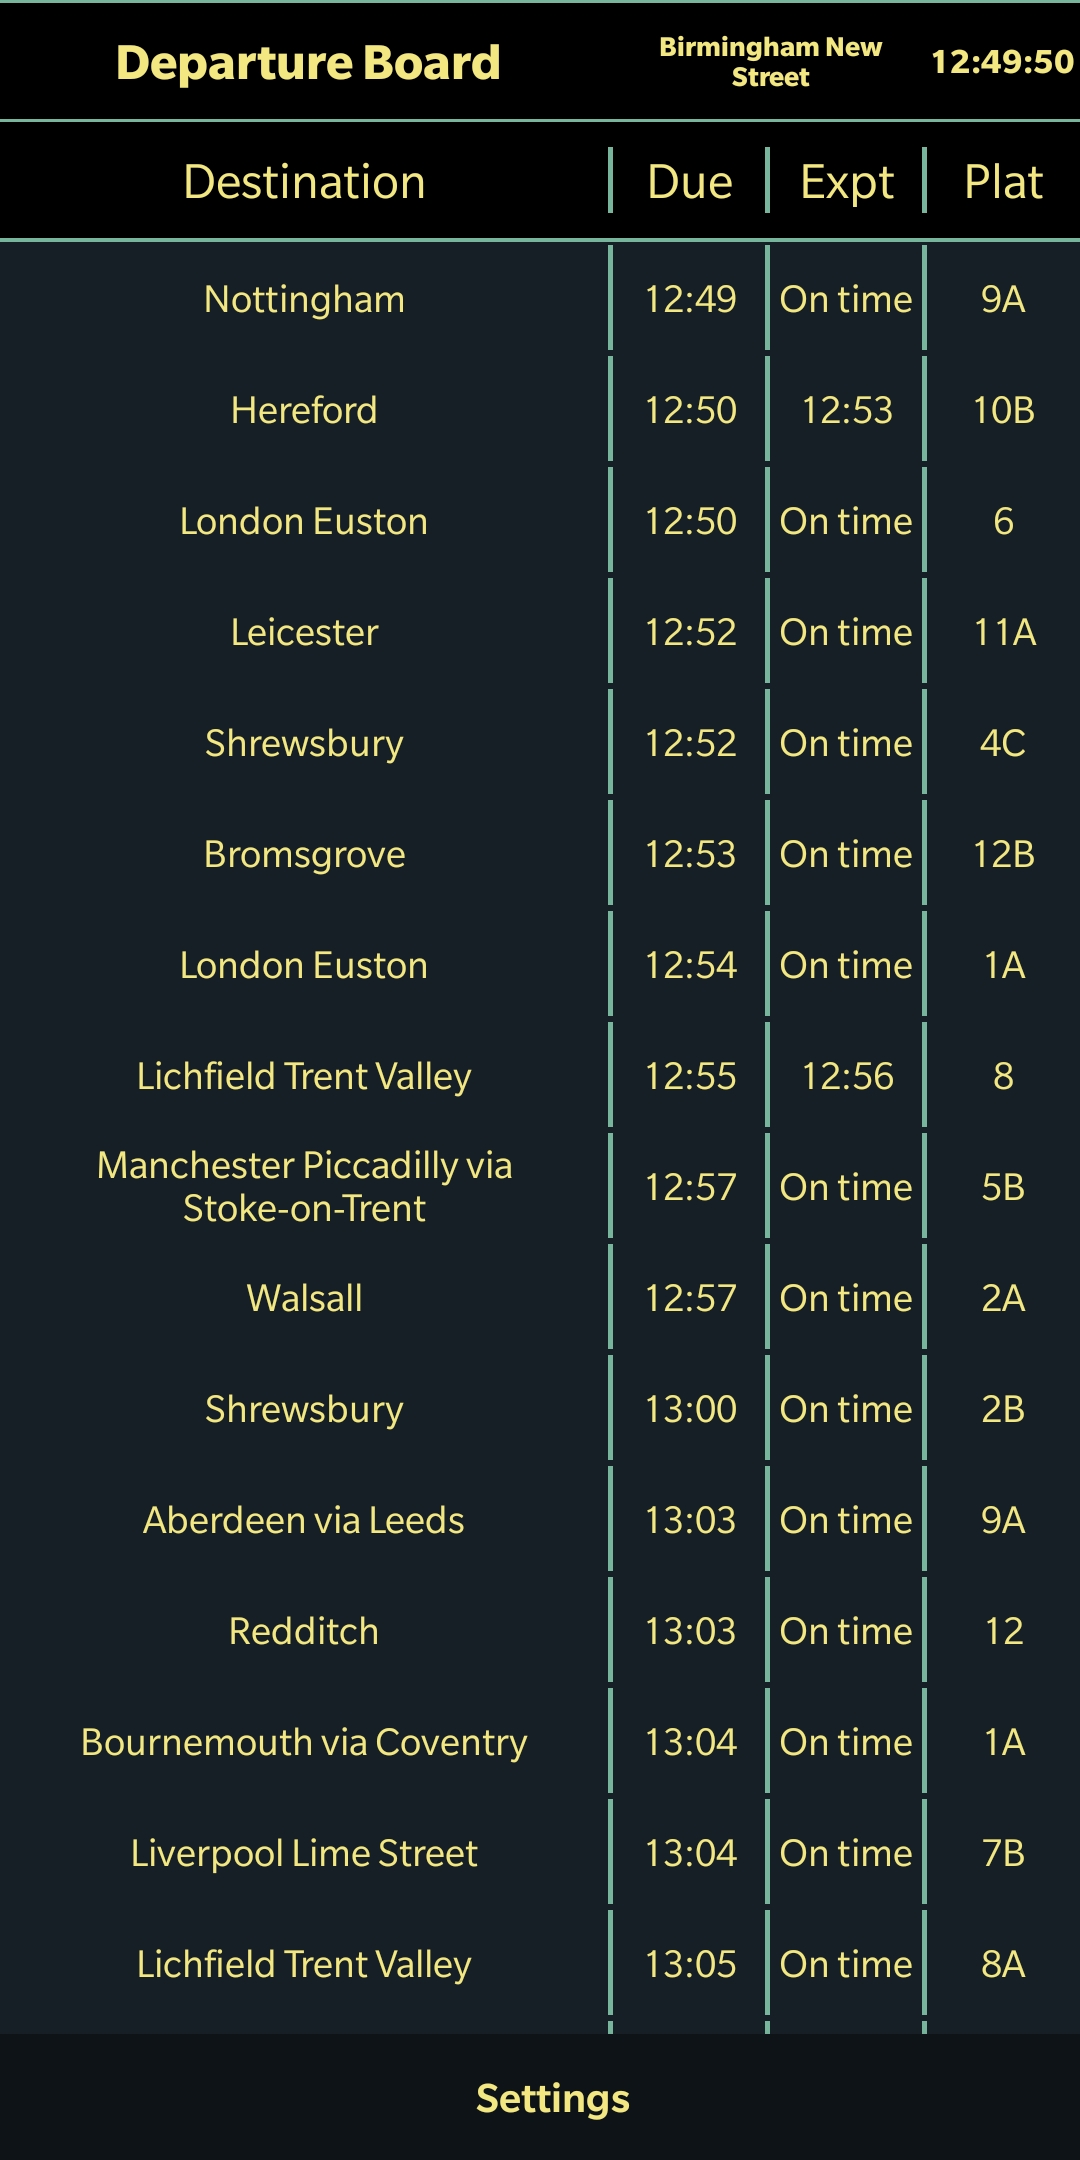 Departure Board
Birmingham New
Street
12:49:50
Destination Due Expt Plat
Nottingham 12:49 On time 9A
Hereford 12:50 12:53 10B
London Euston 12:50 On time 6
Leicester 12:52 On time 11A
Shrewsbury 12:52 On time 4C
Bromsgrove 12:53 On time 12B
London Euston 12:54 On time 1A
Lichfield Trent Valley 12:55 12:56 8
Manchester Piccadilly via
Stoke-on-Trent 12:57 On time 5B
Walsall 12:57 On time 2A
Shrewsbury 13:00 On time 2B
Aberdeen via Leeds 13:03 On time 9A
Redditch 13:03 On time 12
Bournemouth via Coventry 13:04 On time 1A
Liverpool Lime Street 13:04 On time 7B
Lichfield Trent Valley 13:05 On time 8A
Settings